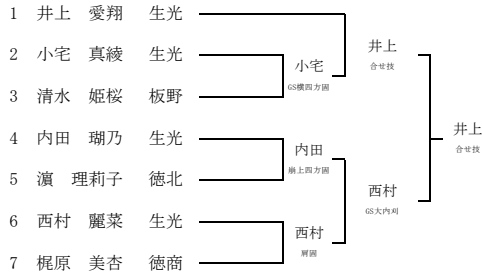 1 井上 愛翔 生光
2 小宅 真綾 生光
3 清水 姫桜 板野
4 内田 瑚乃 生光
5 濵 理莉子 徳北
6 西村 麗菜 生光
7 梶原 美杏 徳商
小宅
GS横四方固
内田
崩上四方固
西村
肩固
井上
合せ技
西村
GS大内刈
井上
合せ技